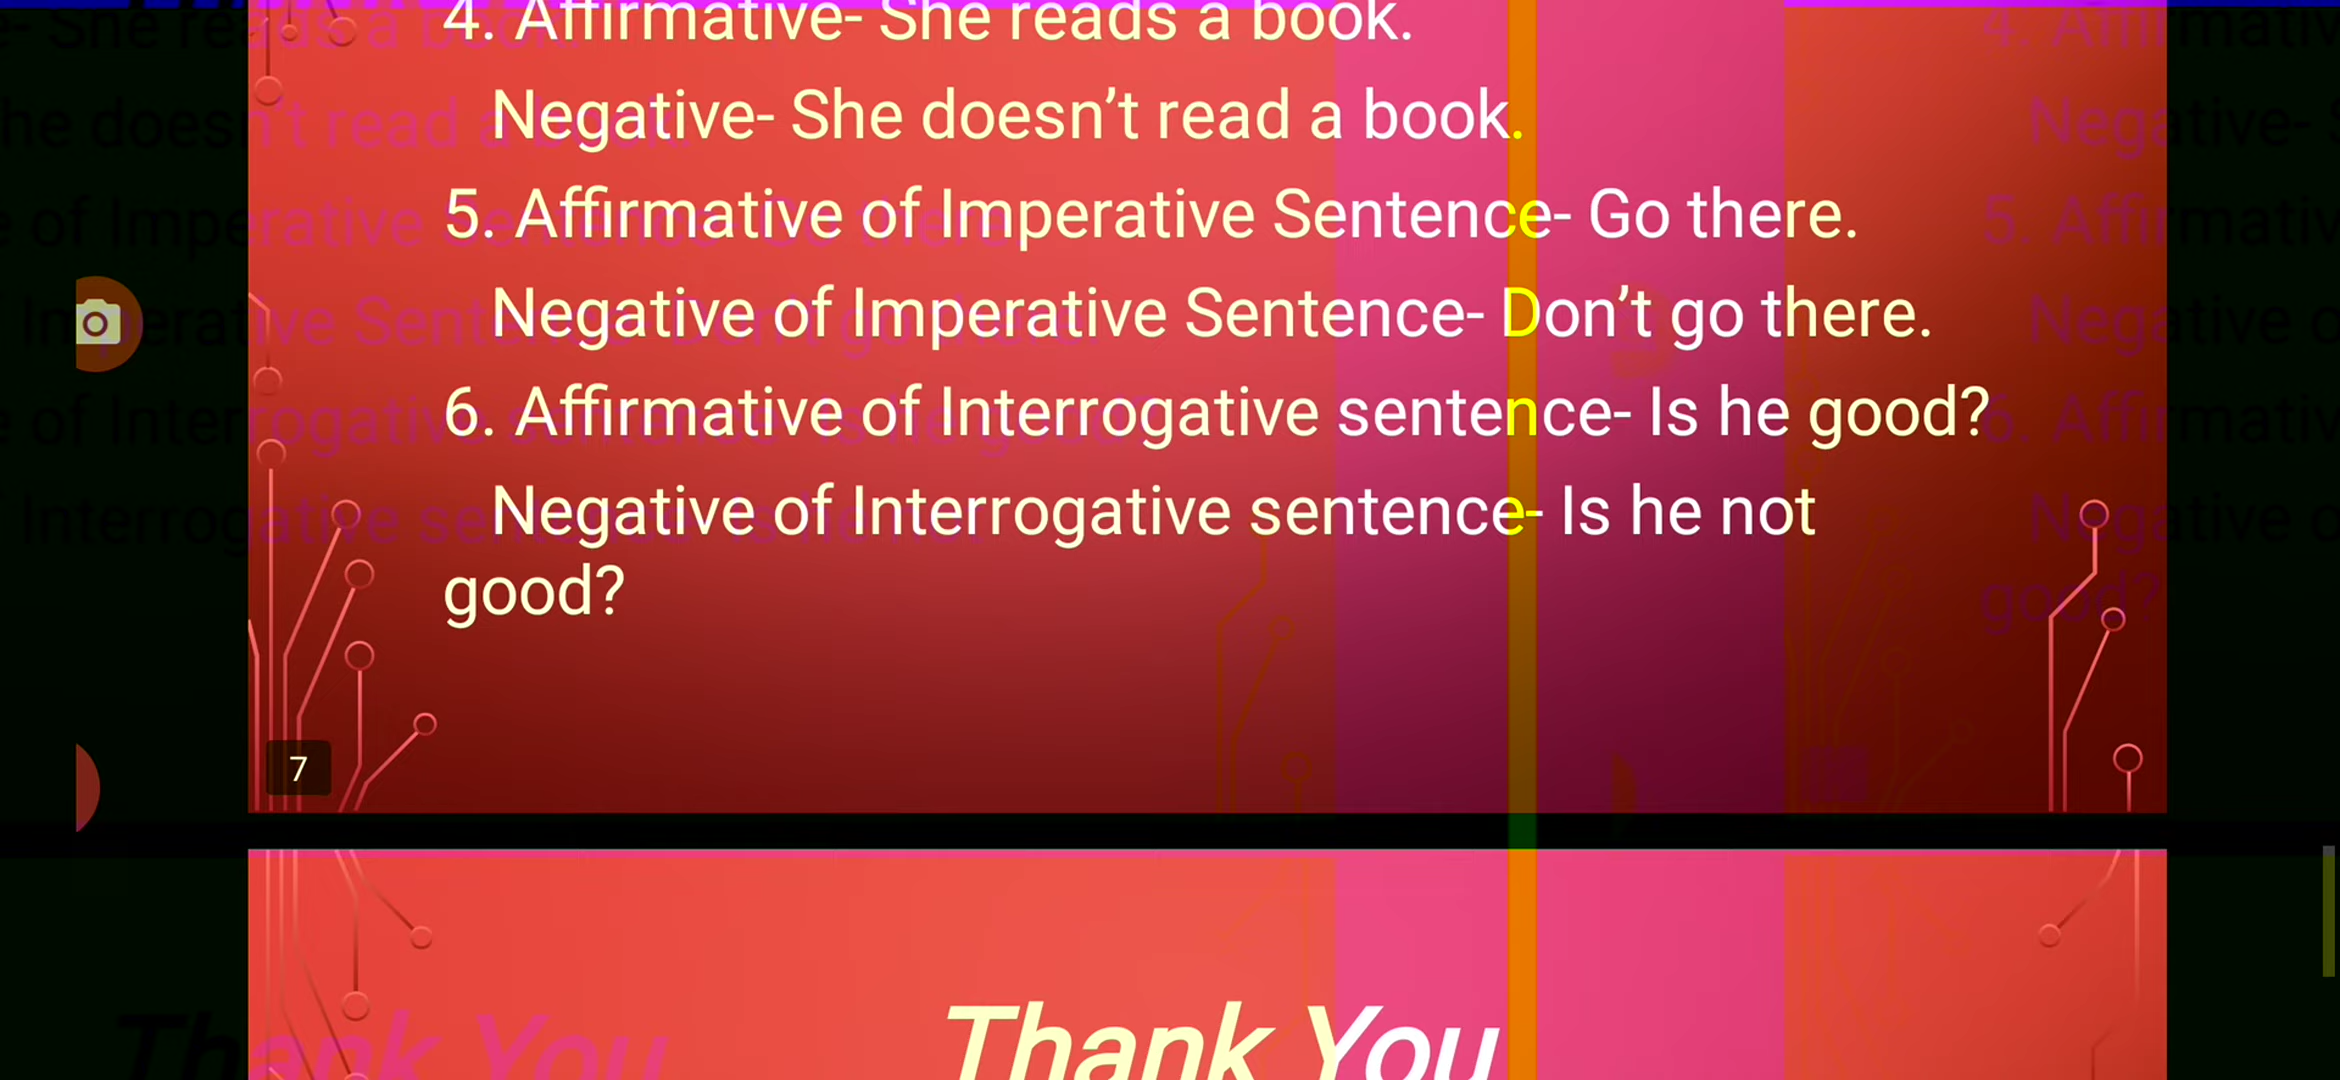 4. Affirmative- She reads a book.
Negative- She doesn’t read a book.
5. Affirmative of Imperative Sentence- Go there.
Negative of Imperative Sentence- Don’t go there.
6. Affirmative of Interrogative sentence- Is he good?
Negative of Interrogative sentence- Is he not
good?
7
Thank You